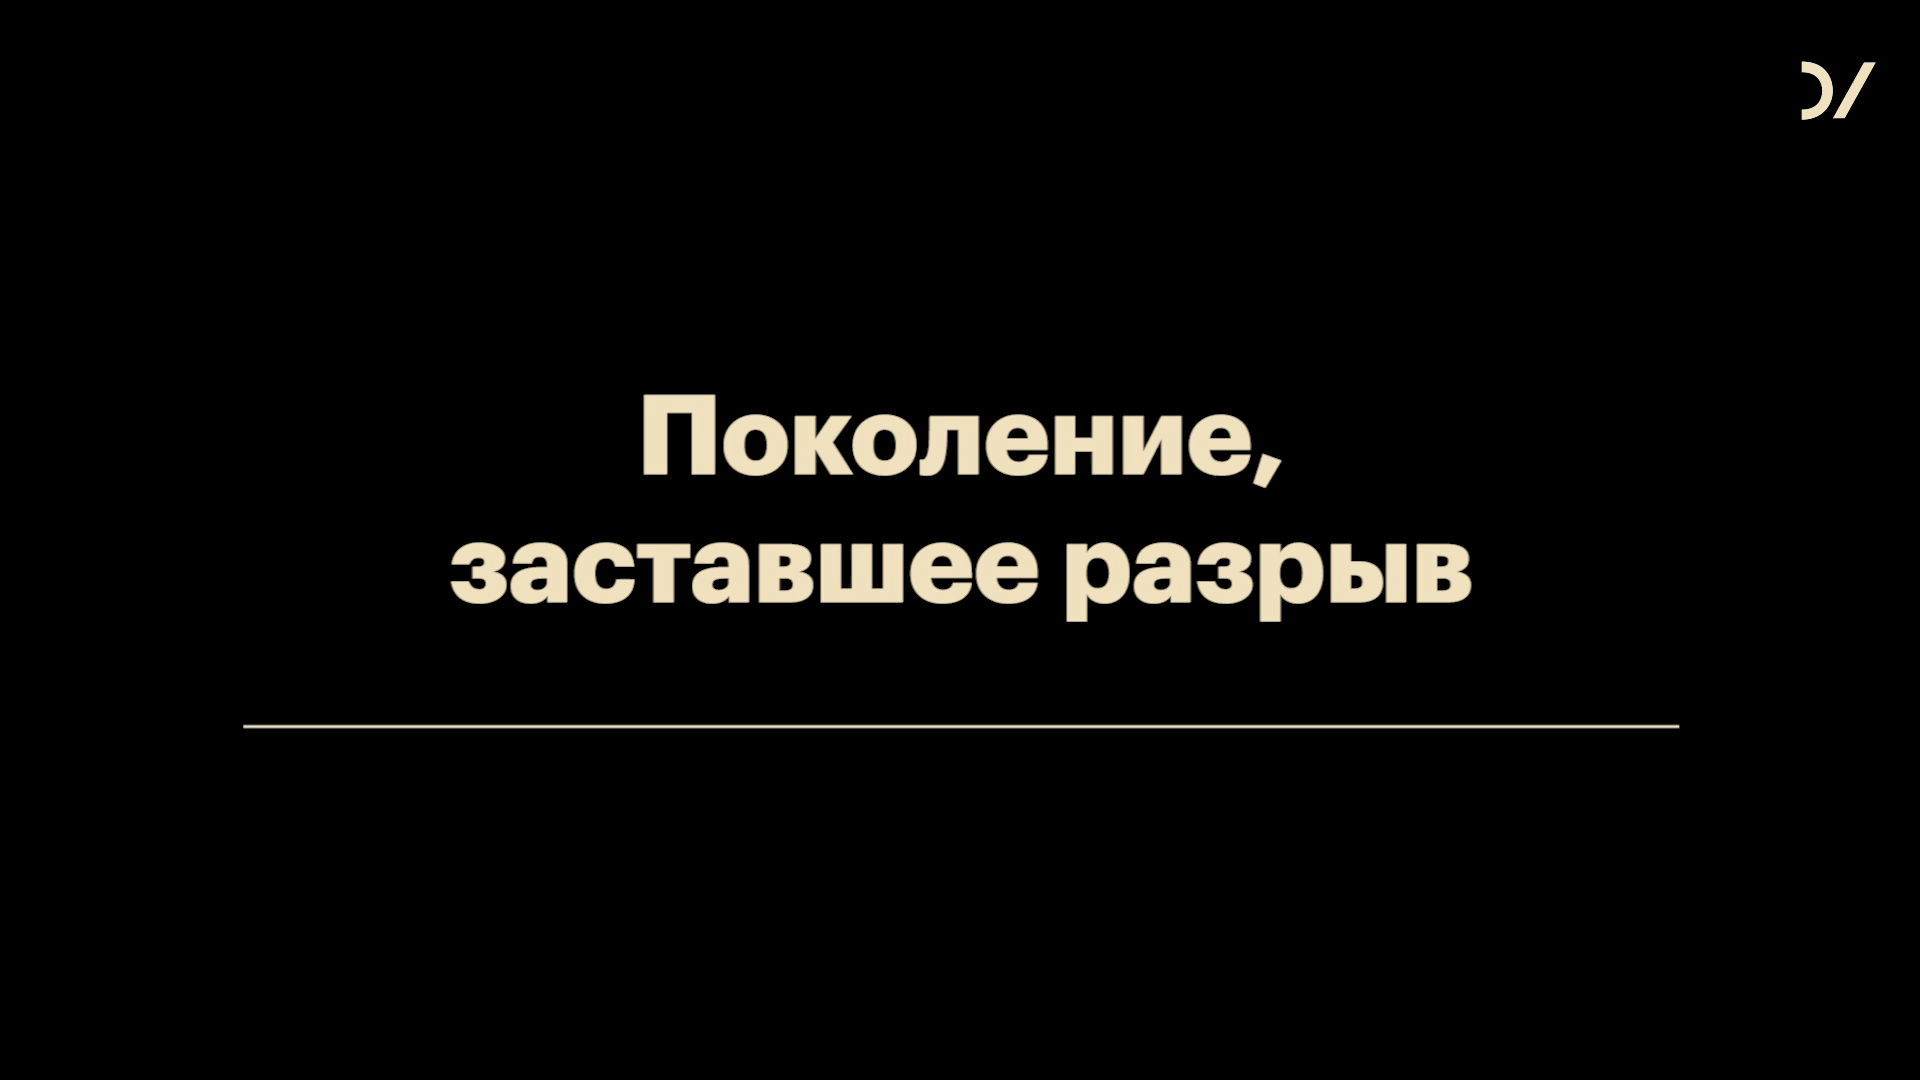 Поколение,
заставшее разрыв